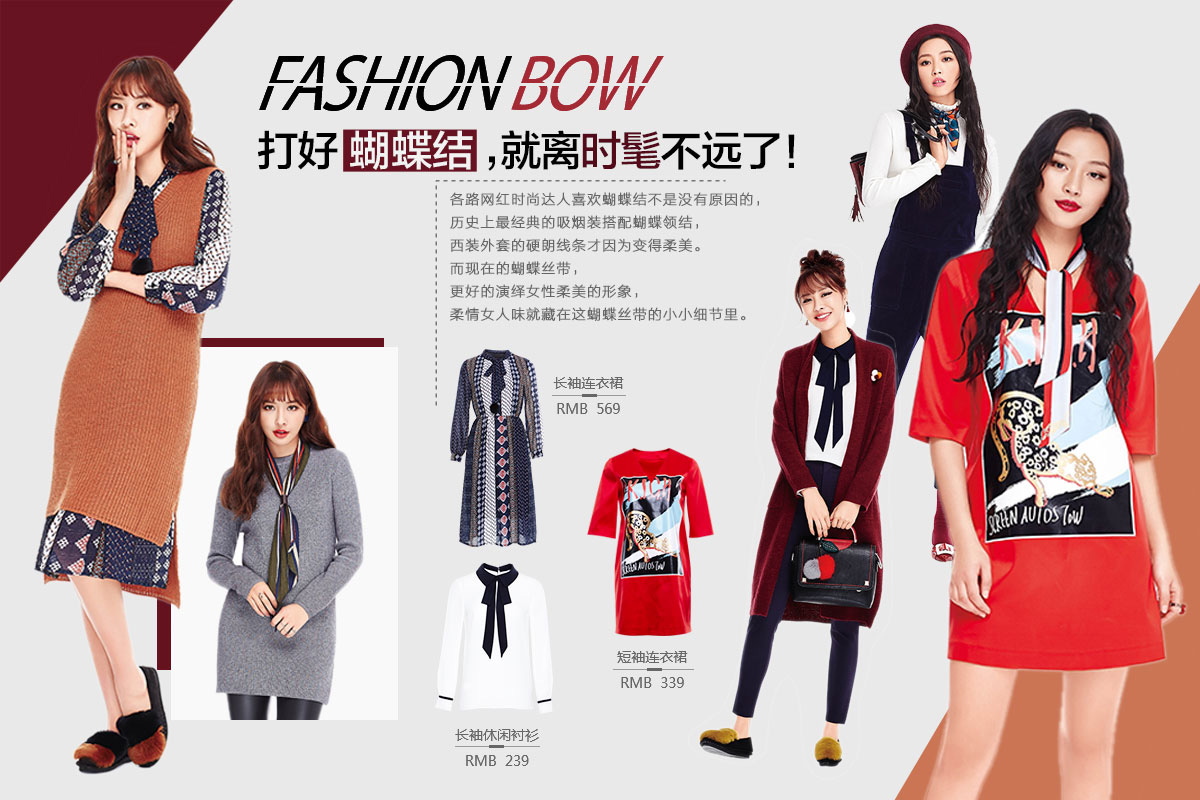 FASHION BOW
打好蝴蝶结,就离时髦不远了!
各路网红时尚达人喜欢蝴蝶结不是没有原因的,
历史上最经典的吸烟装搭配蝴蝶领结,
西装外套的硬朗线条才因为变得柔美。
而现在的蝴蝶丝带,
更好的演绎女性柔美的形象,
柔情女人味就藏在这蝴蝶丝带的小小细节里。
长袖连衣裙
RMB 569
短袖连衣裙
RMB 339
长袖休闲衬衫
RMB 239
SCREEN AUTOS TOW
SCREEN AUTOS TOW